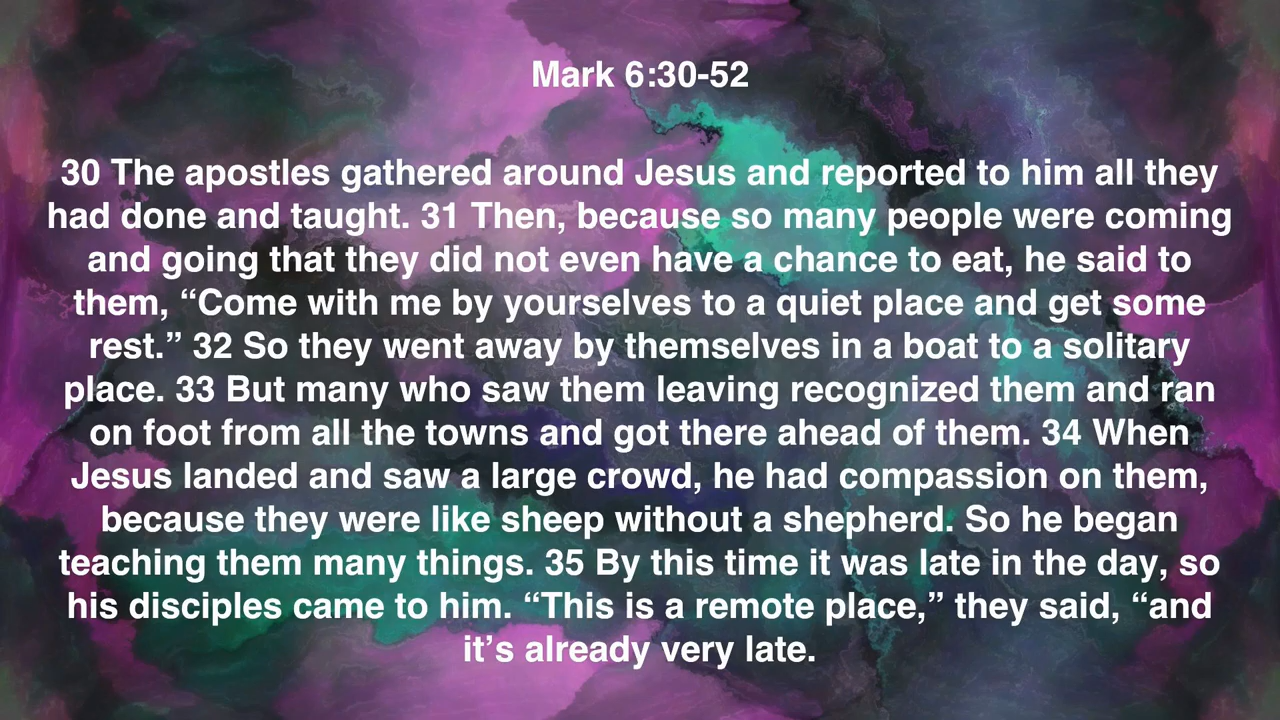 Mark 6:30-52
30 The apostles gathered around Jesus and reported to him all they
had done and taught. 31 Then, because so many people were coming
and going that they did not even have a chance to eat, he said to
them, “Come with me by yourselves to a quiet place and get some
rest.” 32 So they went away by themselves in a boat to a solitary
place. 33 But many who saw them leaving recognized them and ran
on foot from all the towns and got there ahead of them. 34 When
Jesus landed and saw a large crowd, he had compassion on them,
because they were like sheep without a shepherd. So he began
teaching them many things. 35 By this time it was late in the day, so
his disciples came to him. “This is a remote place,” they said, “and
it’s already very late.